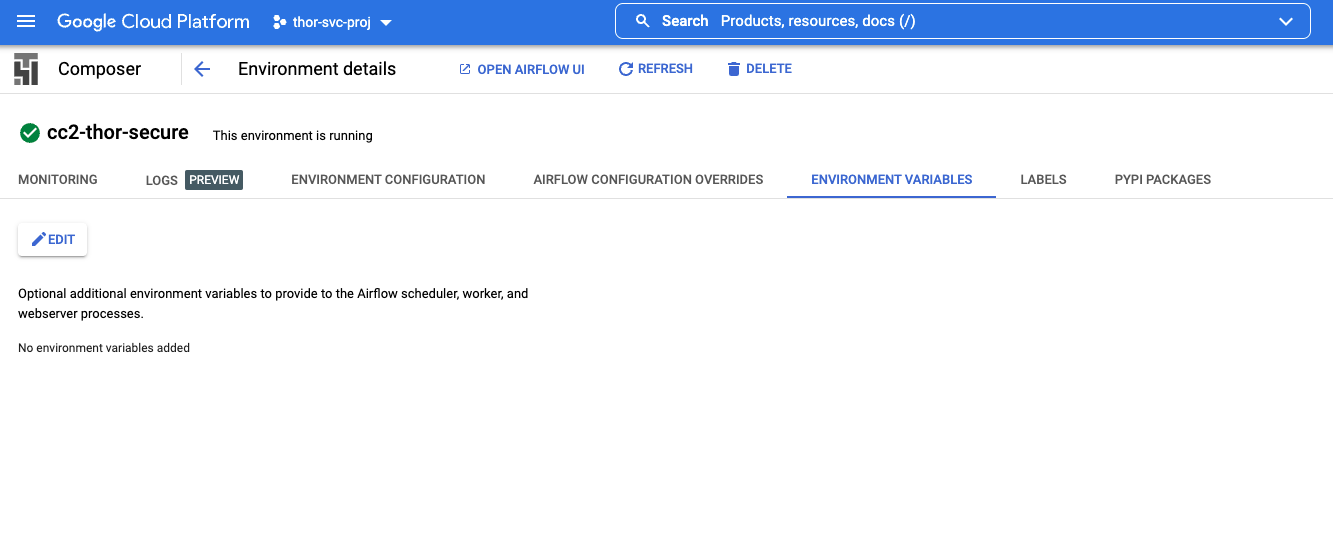 Google Cloud Platform thor-svc-proj Search Products, resources, docs (/)
Composer Environment details OPEN AIRFLOW UI REFRESH DELETE
cc2-thor-secure This environment is running
MONITORING LOGS PREVIEW ENVIRONMENT CONFIGURATION AIRFLOW CONFIGURATION OVERRIDES ENVIRONMENT VARIABLES LABELS PYPI PACKAGES
EDIT
Optional additional environment variables to provide to the Airflow scheduler, worker, and
webserver processes.
No environment variables added